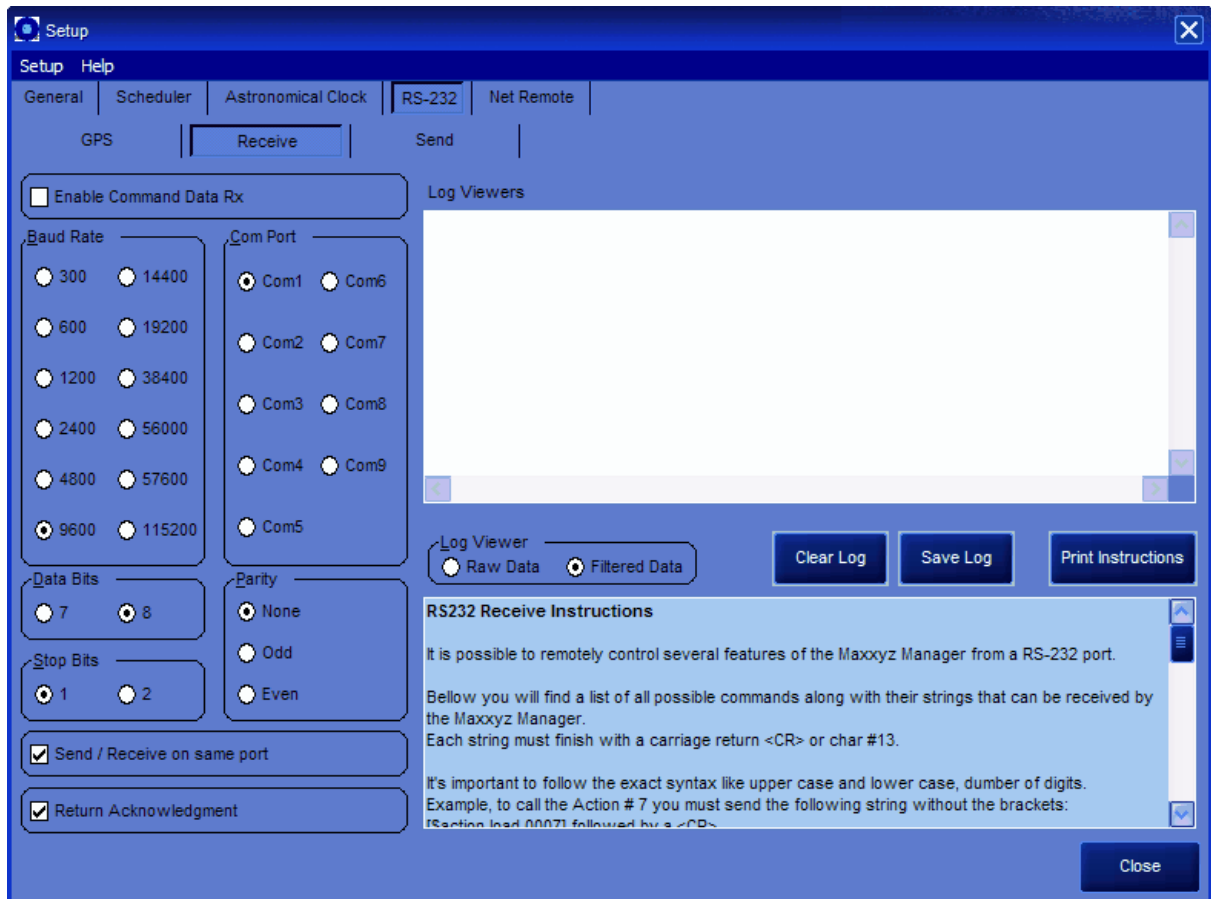 Setup
Setup Help
General Scheduler Astronomical Clock RS-232 Net Remote
GPS Receive Send
Enable Command Data Rx
Baud Rate
300 14400
600 19200
1200 38400
2400 56000
4800 57600
9600 115200
Com Port
Com1 Com6
Com2 Com7
Com3 Com8
Com4 Com9
Com5
Data Bits
7 8
Stop Bits
1 2
Parity
None
Odd
Even
Send / Receive on same port
Return Acknowledgment
Log Viewers
Log Viewer
Raw Data Filtered Data
Clear Log
Save Log
Print Instructions
RS232 Receive Instructions
It is possible to remotely control several features of the Maxxyz Manager from a RS-232 port.
Bellow you will find a list of all possible commands along with their strings that can be received by
the Maxxyz Manager.
Each string must finish with a carriage return <CR> or char #13.
It's important to follow the exact syntax like upper case and lower case, dumber of digits.
Example, to call the Action # 7 you must send the following string without the brackets:
[$action load 0007] followed by a <CR>
Close